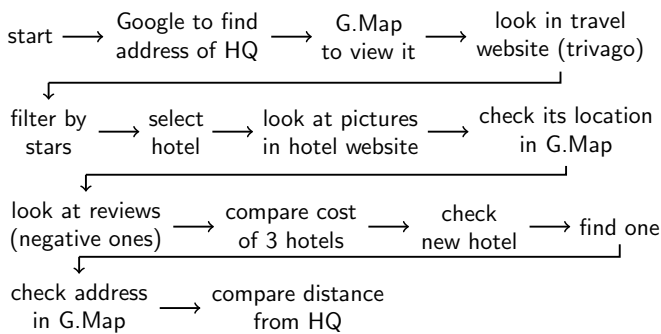 start
Google to find
address of HQ
G.Map
to view it
look in travel
website (trivago)
filter by
stars
select
hotel
look at pictures
in hotel website
check its location
in G.Map
look at reviews
(negative ones)
compare cost
of 3 hotels
check
new hotel
find one
check address
in G.Map
compare distance
from HQ